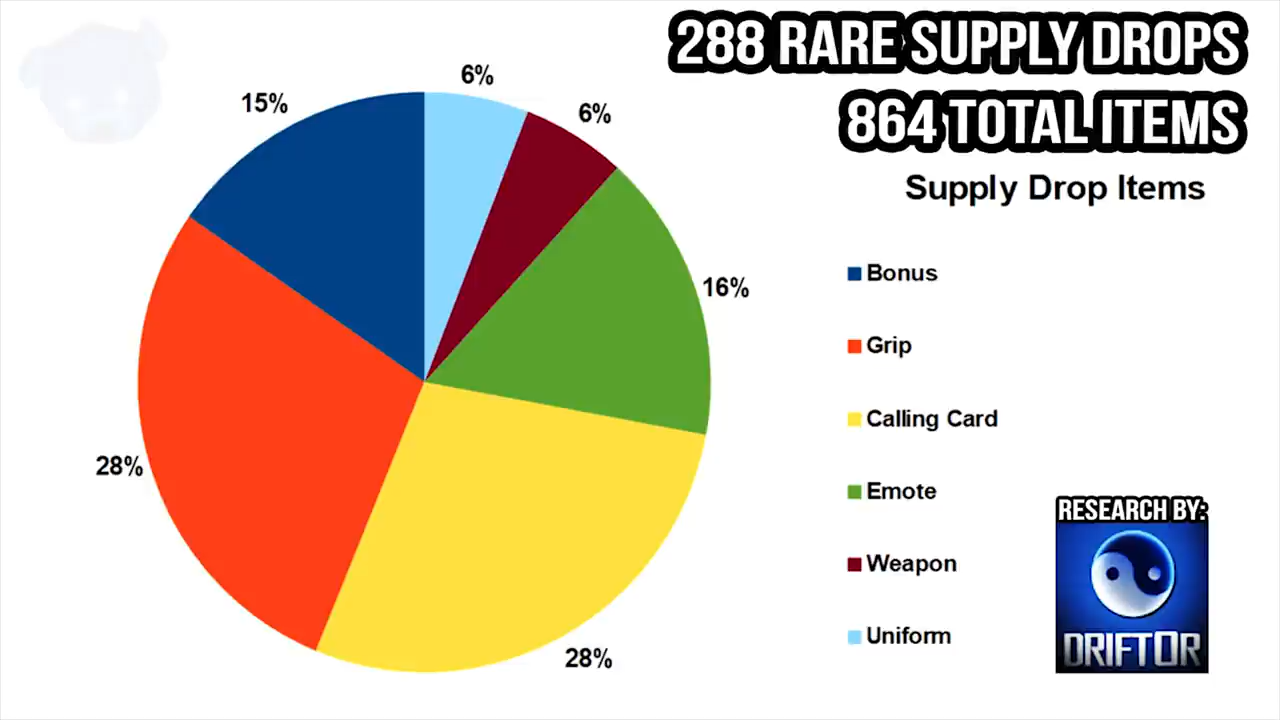 288 RARE SUPPLY DROPS
864 TOTAL ITEMS
Supply Drop Items
6%
6%
15%
16%
28%
28%
Bonus
Grip
Calling Card
Emote
Weapon
Uniform
RESEARCH BY:
DRIFT0R